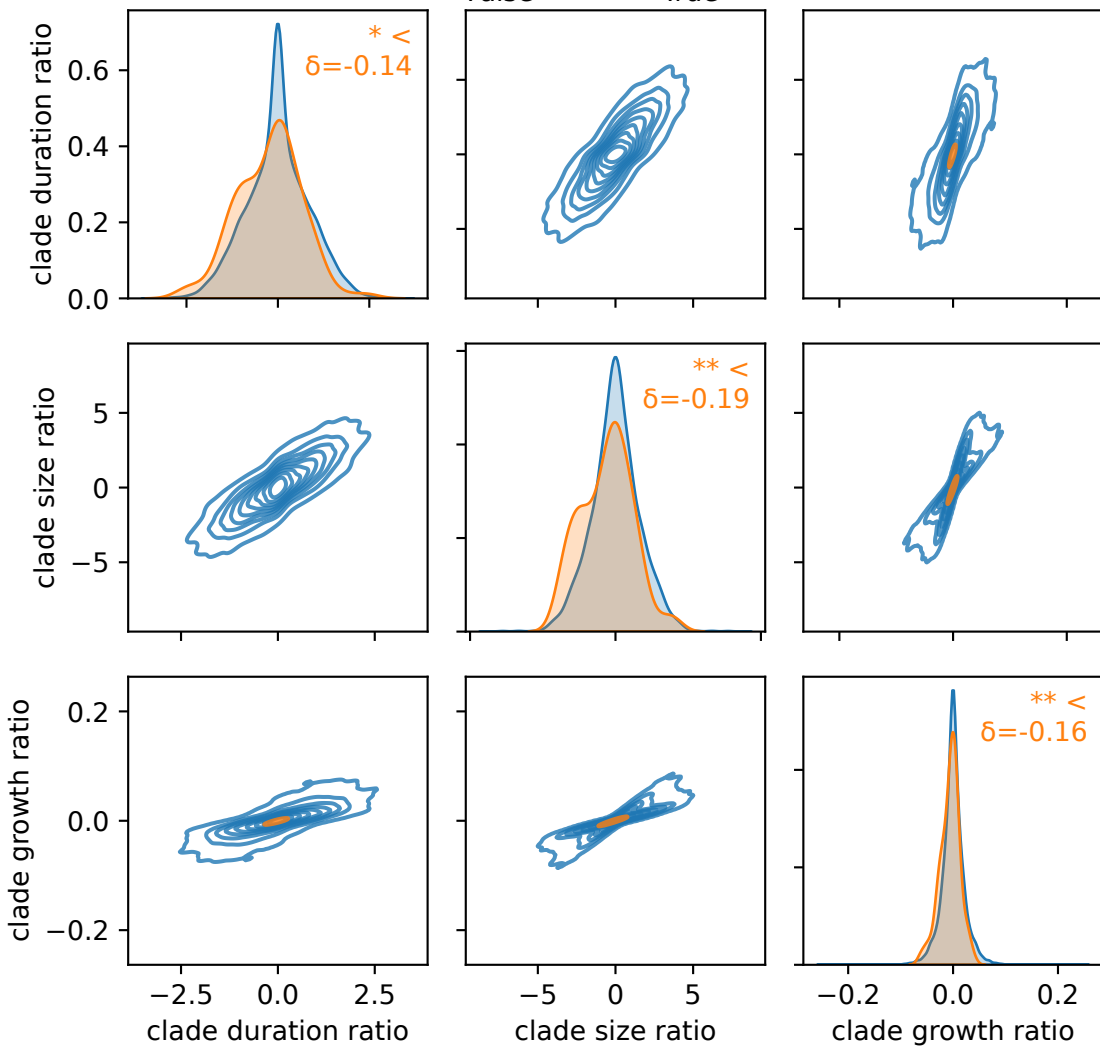 clade duration ratio
0.6
0.4
0.2
0.0
* <
δ=-0.14
clade size ratio
5
0
−5
** <
δ=-0.19
clade growth ratio
0.2
0.0
−0.2
** <
δ=-0.16
−2.5 0.0 2.5
clade duration ratio
−5 0 5
clade size ratio
−0.2 0.0 0.2
clade growth ratio